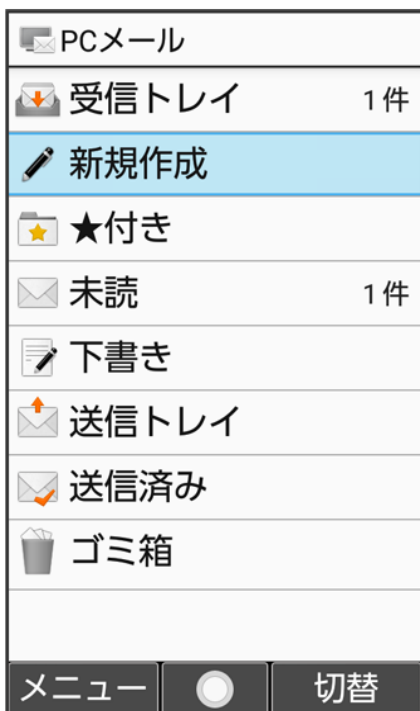 PCメール
受信トレイ 1件
新規作成
★付き
未読 1件
下書き
送信トレイ
送信済み
ゴミ箱
メニュー 切替